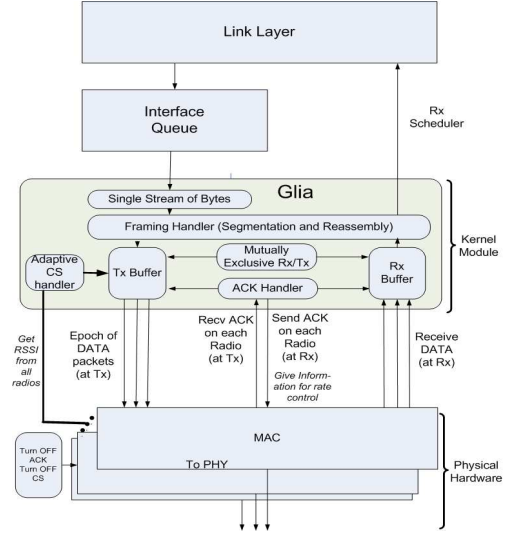 Link Layer
Interface
Queue
Rx
Scheduler
Glia
Single Stream of Bytes
Framing Handler (Segmentation and Reassembly)
Kernel
Module
Adaptive
CS
handler
Tx Buffer
Mutually
Exclusive Rx/Tx
Rx
Buffer
ACK Handler
Get
RSSI
from
all
radios
Epoch of
DATA
packets
(at Tx)
Recv ACK
on each
Radio
(at Tx)
Send ACK
on each
Radio
(at Rx)
Give Inform-
ation for rate
control
Receive
DATA
(at Rx)
MAC
Turn OFF
ACK
Turn OFF
CS
To PHY
Physical
Hardware